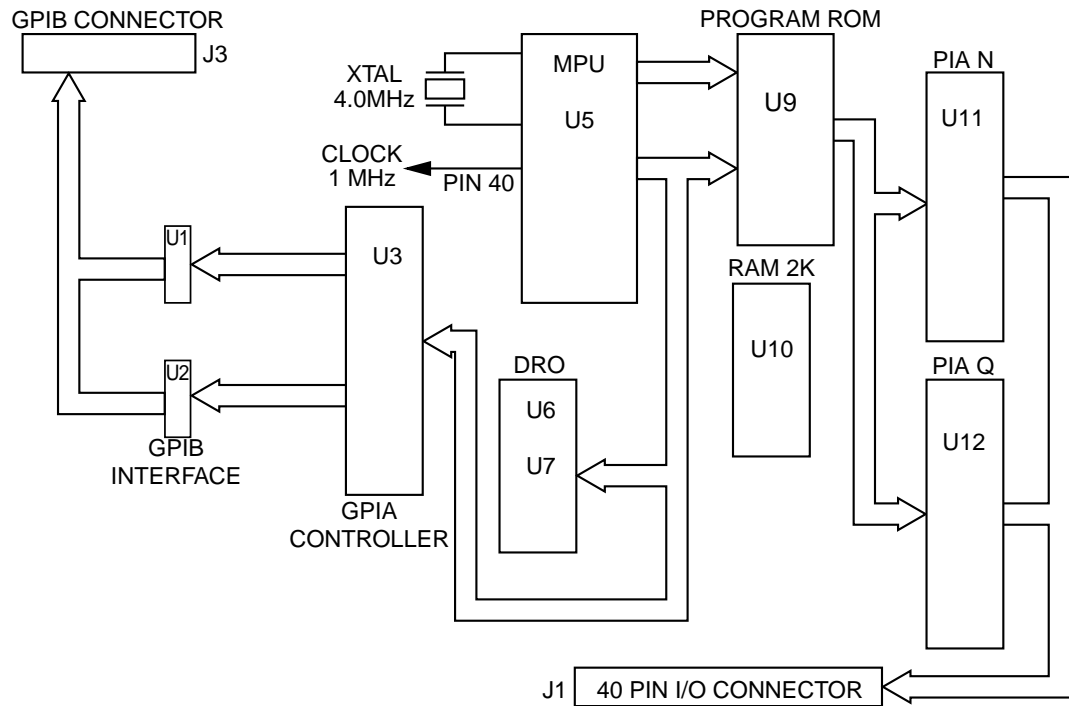 GPIB CONNECTOR
J3
XTAL
4.0MHz
CLOCK
1 MHz
PIN 40
MPU
U5
PROGRAM ROM
U9
PIA N
U11
U1
U2
GPIB
INTERFACE
U3
GPIA
CONTROLLER
DRO
U6
U7
RAM 2K
U10
PIA Q
U12
J1
40 PIN I/O CONNECTOR